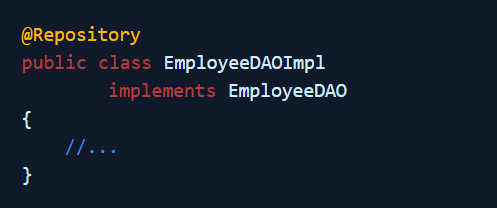 @Repository
public class EmployeeDAOImpl
        implements EmployeeDAO
{
    //...
}